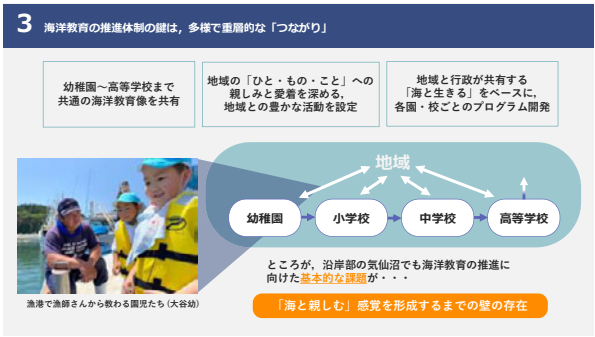 3 海洋教育の推進体制の鍵は，多様で重層的な「つながり」
幼稚園～高等学校まで
共通の海洋教育像を共有
地域の「ひと・もの・こと」への
親しみと愛着を深める，
地域との豊かな活動を設定
地域と行政が共有する
「海と生きる」をベースに，
各園・校ごとのプログラム開発
地域
幼稚園
小学校
中学校
高等学校
漁港で漁師さんから教わる園児たち（大谷幼）
ところが，沿岸部の気仙沼でも海洋教育の推進に
向けた基本的な課題が・・・
「海と親しむ」感覚を形成するまでの壁の存在